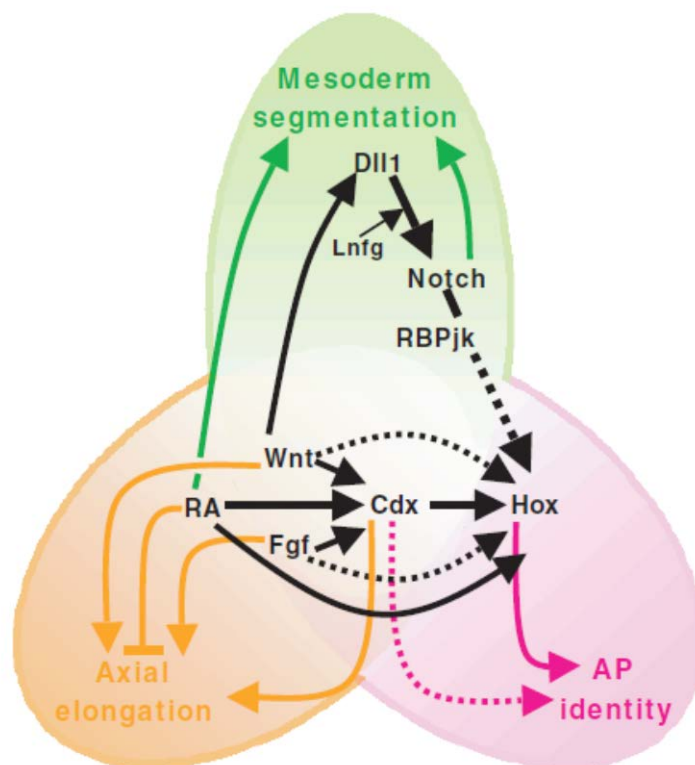 Mesoderm
segmentation
Dll1
Lnfg
Notch
RBPjk
Wnt
RA
Cdx
Hox
Fgf
Axial
elongation
AP
identity